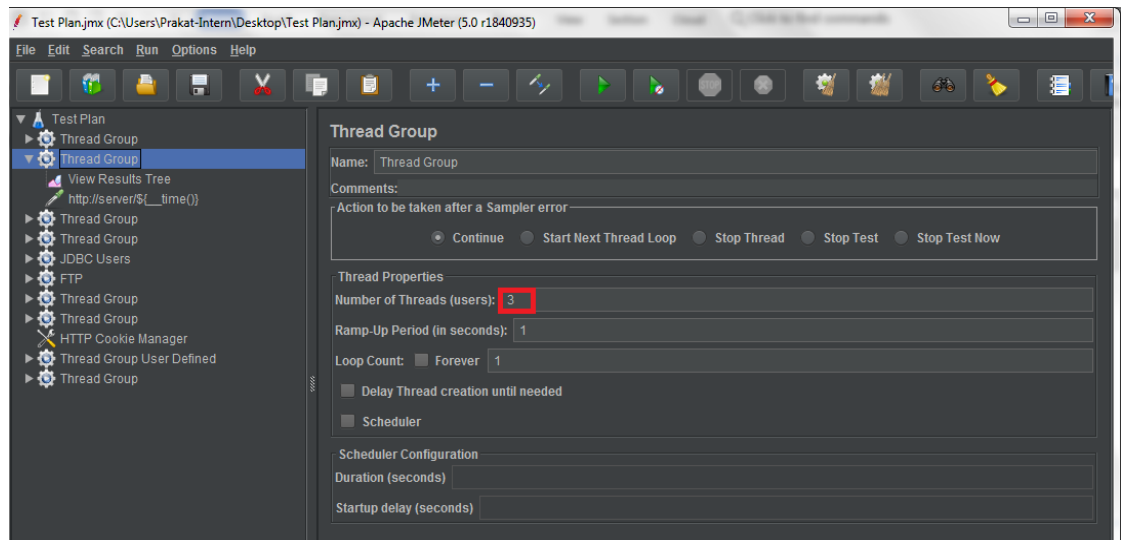 Test Plan.jmx (C:\Users\Prakat-Intern\Desktop\Test Plan.jmx) - Apache JMeter (5.0 r1840935)
File Edit Search Run Options Help
STOP
Test Plan
Thread Group
Thread Group
View Results Tree
http://server/${__time()}
Thread Group
Thread Group
JDBC Users
FTP
Thread Group
Thread Group
HTTP Cookie Manager
Thread Group User Defined
Thread Group
Thread Group
Name: Thread Group
Comments:
Action to be taken after a Sampler error
Continue Start Next Thread Loop Stop Thread Stop Test Stop Test Now
Thread Properties
Number of Threads (users): 3
Ramp-Up Period (in seconds): 1
Loop Count: Forever 1
Delay Thread creation until needed
Scheduler
Scheduler Configuration
Duration (seconds)
Startup delay (seconds)